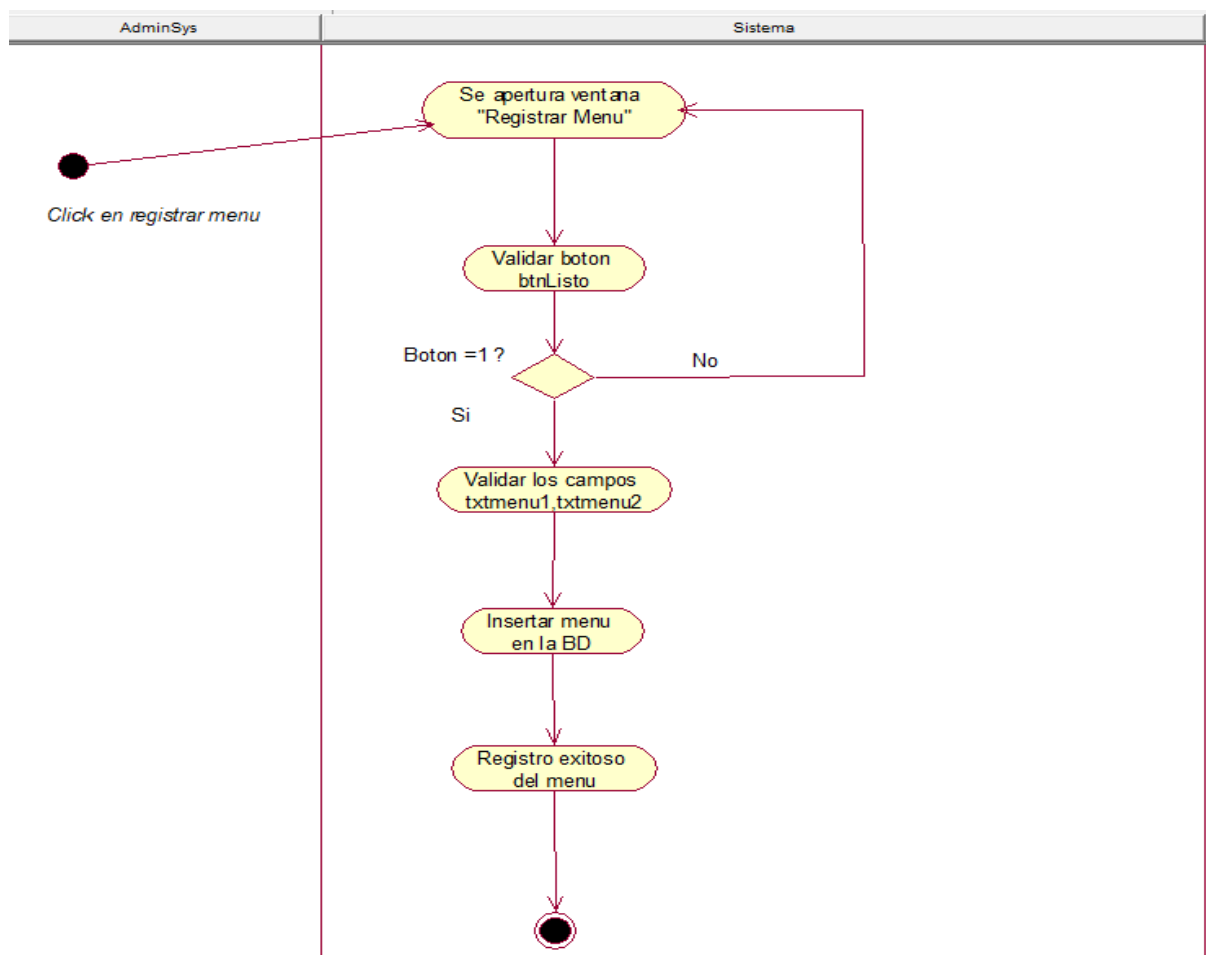 AdminSys
Sistema
Se apertura ventana
"Registrar Menu"
Click en registrar menu
Validar boton
btnListo
Boton =1 ?
No
Si
Validar los campos
txtmenu1,txtmenu2
Insertar menu
en la BD
Registro exitoso
del menu